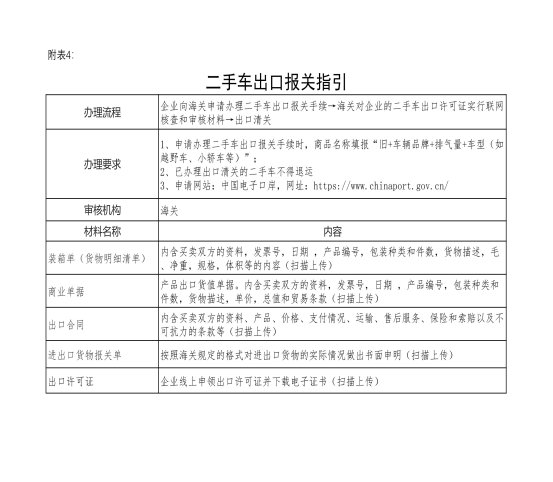 附表4:
二手车出口报关指引
办理流程
企业向海关申请办理二手车出口报关手续→海关对企业的二手车出口许可证实行联网
核查和审核材料→出口清关
办理要求
1、申请办理二手车出口报关手续时，商品名称填报“旧+车辆品牌+排气量+车型（如
越野车、小轿车等）”；
2、已办理出口清关的二手车不得退运
3、申请网站：中国电子口岸，网址：https://www.chinaport.gov.cn/
审核机构
海关
材料名称
内容
装箱单（货物明细清单）
内含买卖双方的资料，发票号，日期 ，产品编号，包装种类和件数，货物描述，毛
、净重，规格，体积等的内容（扫描上传）
商业单据
产品出口货值单据。内含买卖双方的资料，发票号，日期 ，产品编号，包装种类和
件数，货物描述，单价，总值和贸易条款（扫描上传）
出口合同
内含买卖双方的资料、产品、价格、支付情况、运输、售后服务、保险和索赔以及不
可抗力的条款等（扫描上传）
进出口货物报关单
按照海关规定的格式对进出口货物的实际情况做出书面申明（扫描上传）
出口许可证
企业线上申领出口许可证并下载电子证书（扫描上传）